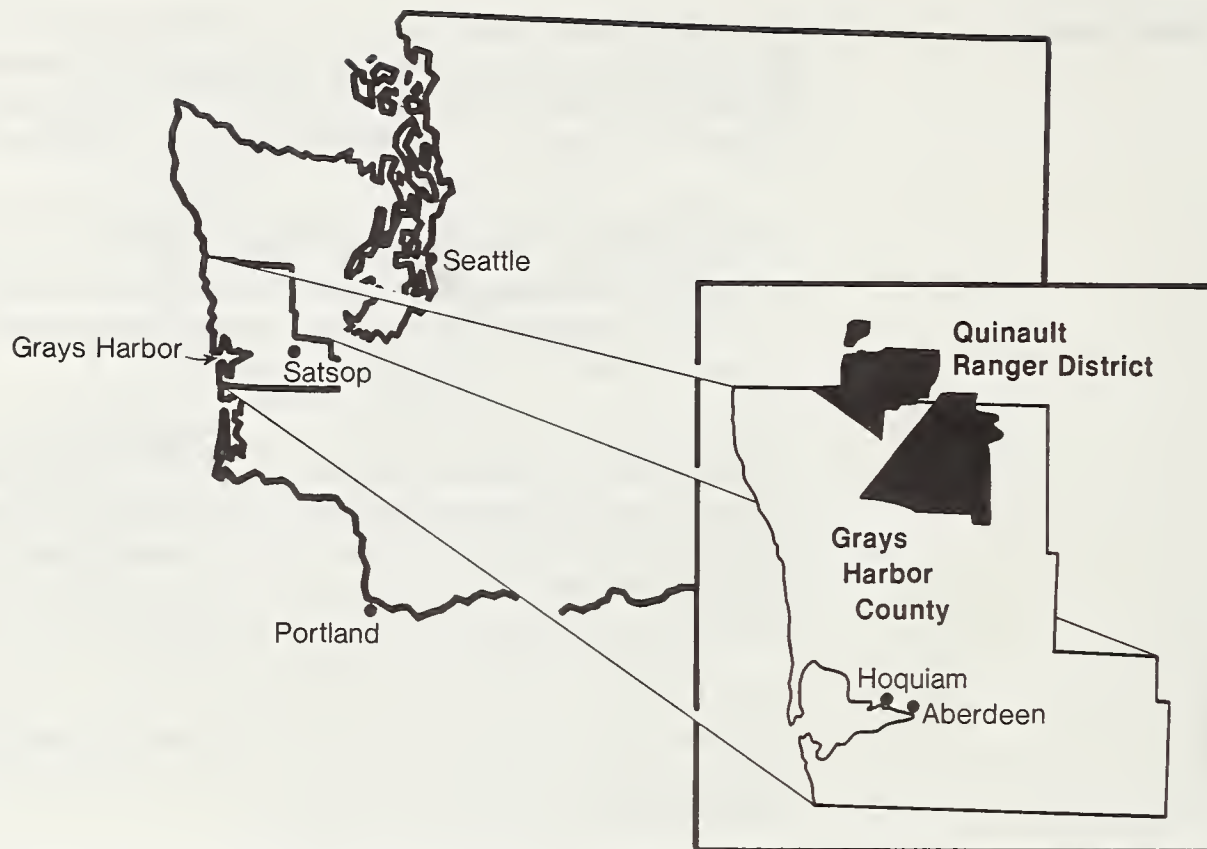 Seattle
Grays Harbor
Satsop
Portland
Quinault
Ranger District
Grays
Harbor
County
Hoquiam
Aberdeen